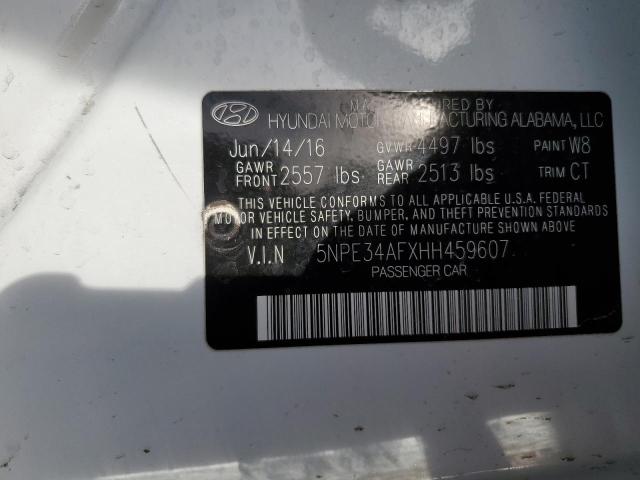 MANUFACTURED BY
HYUNDAI MOTOR MANUFACTURING ALABAMA, LLC
Jun/14/16 GVWR 4497 lbs PAINT W8
GAWR FRONT 2557 lbs GAWR REAR 2513 lbs TRIM CT
THIS VEHICLE CONFORMS TO ALL APPLICABLE U.S.A. FEDERAL
MOTOR VEHICLE SAFETY, BUMPER, AND THEFT PREVENTION STANDARDS
IN EFFECT ON THE DATE OF MANUFACTURE SHOWN ABOVE
V.I.N 5NPE34AFXHH459607
PASSENGER CAR